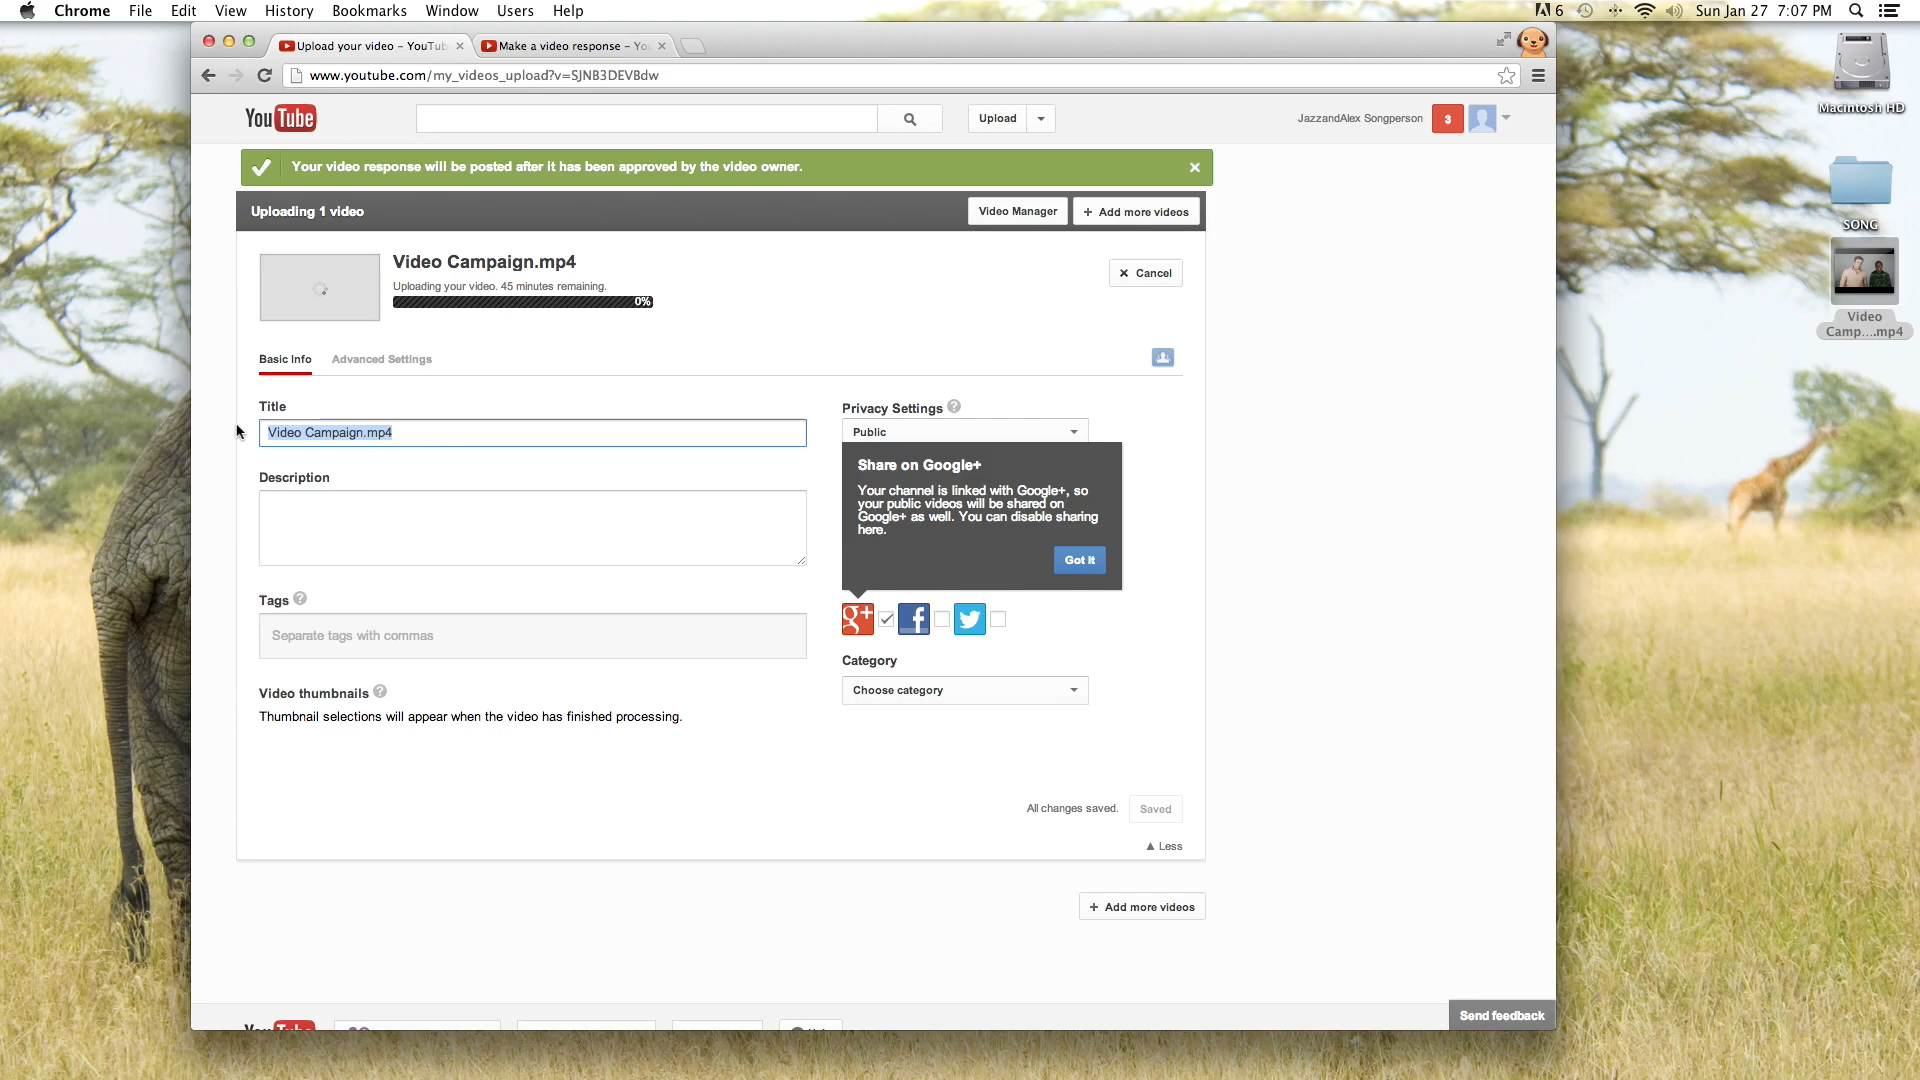 Chrome File Edit View History Bookmarks Window Users Help
6 Sun Jan 27 7:07 PM
Upload your video – YouTub
Make a video response – Yo
www.youtube.com/my_videos_upload?v=SJNB3DEVBdw
YouTube
Upload
JazzandAlex Songperson 3
Your video response will be posted after it has been approved by the video owner.
Uploading 1 video
Video Manager
+ Add more videos
Video Campaign.mp4
Uploading your video. 45 minutes remaining.
0%
Cancel
Basic Info
Advanced Settings
Title
Video Campaign.mp4
Description
Tags
Separate tags with commas
Video thumbnails
Thumbnail selections will appear when the video has finished processing.
Privacy Settings
Public
Share on Google+
Your channel is linked with Google+, so
your public videos will be shared on
Google+ as well. You can disable sharing
here.
Got it
g+ f
Category
Choose category
All changes saved.
Saved
Less
+ Add more videos
Send feedback
Macintosh HD
SONG
Video
Camp....mp4